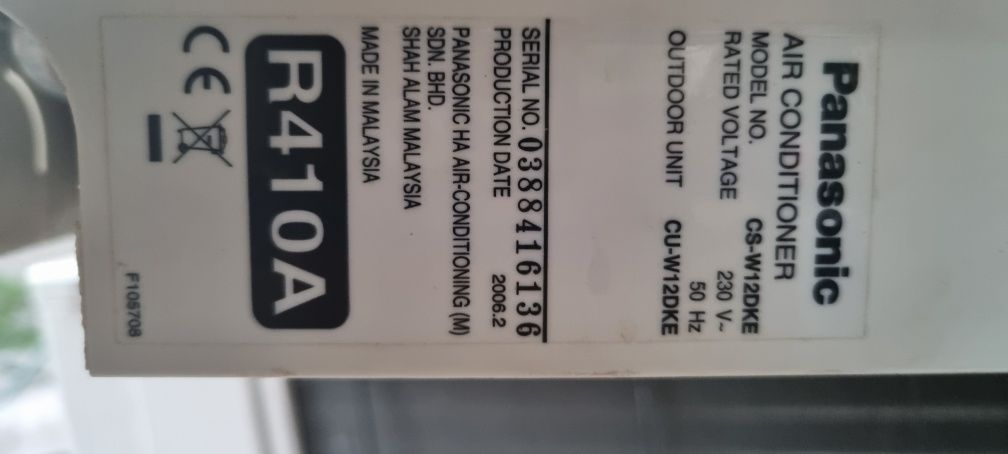 Panasonic
AIR CONDITIONER
MODEL NO. CS-W12DKE
RATED VOLTAGE 230 V~
50 Hz
OUTDOOR UNIT CU-W12DKE
SERIAL NO. 0388416136
PRODUCTION DATE 2006.2
PANASONIC HA AIR-CONDITIONING (M)
SDN. BHD.
SHAH ALAM MALAYSIA
MADE IN MALAYSIA
R410A
CE
F105708